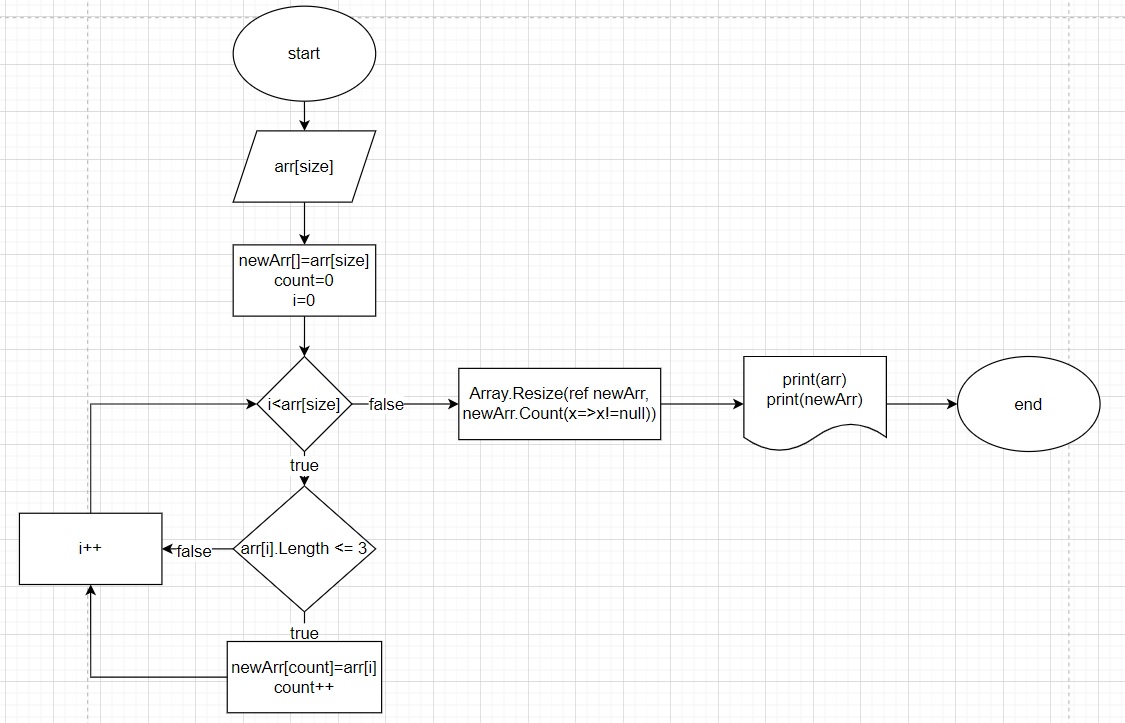 start
arr[size]
newArr[]=arr[size]
count=0
i=0
i<arr[size]
false
Array.Resize(ref newArr,
newArr.Count(x=>x!=null))
print(arr)
print(newArr)
end
true
arr[i].Length <= 3
false
i++
true
newArr[count]=arr[i]
count++